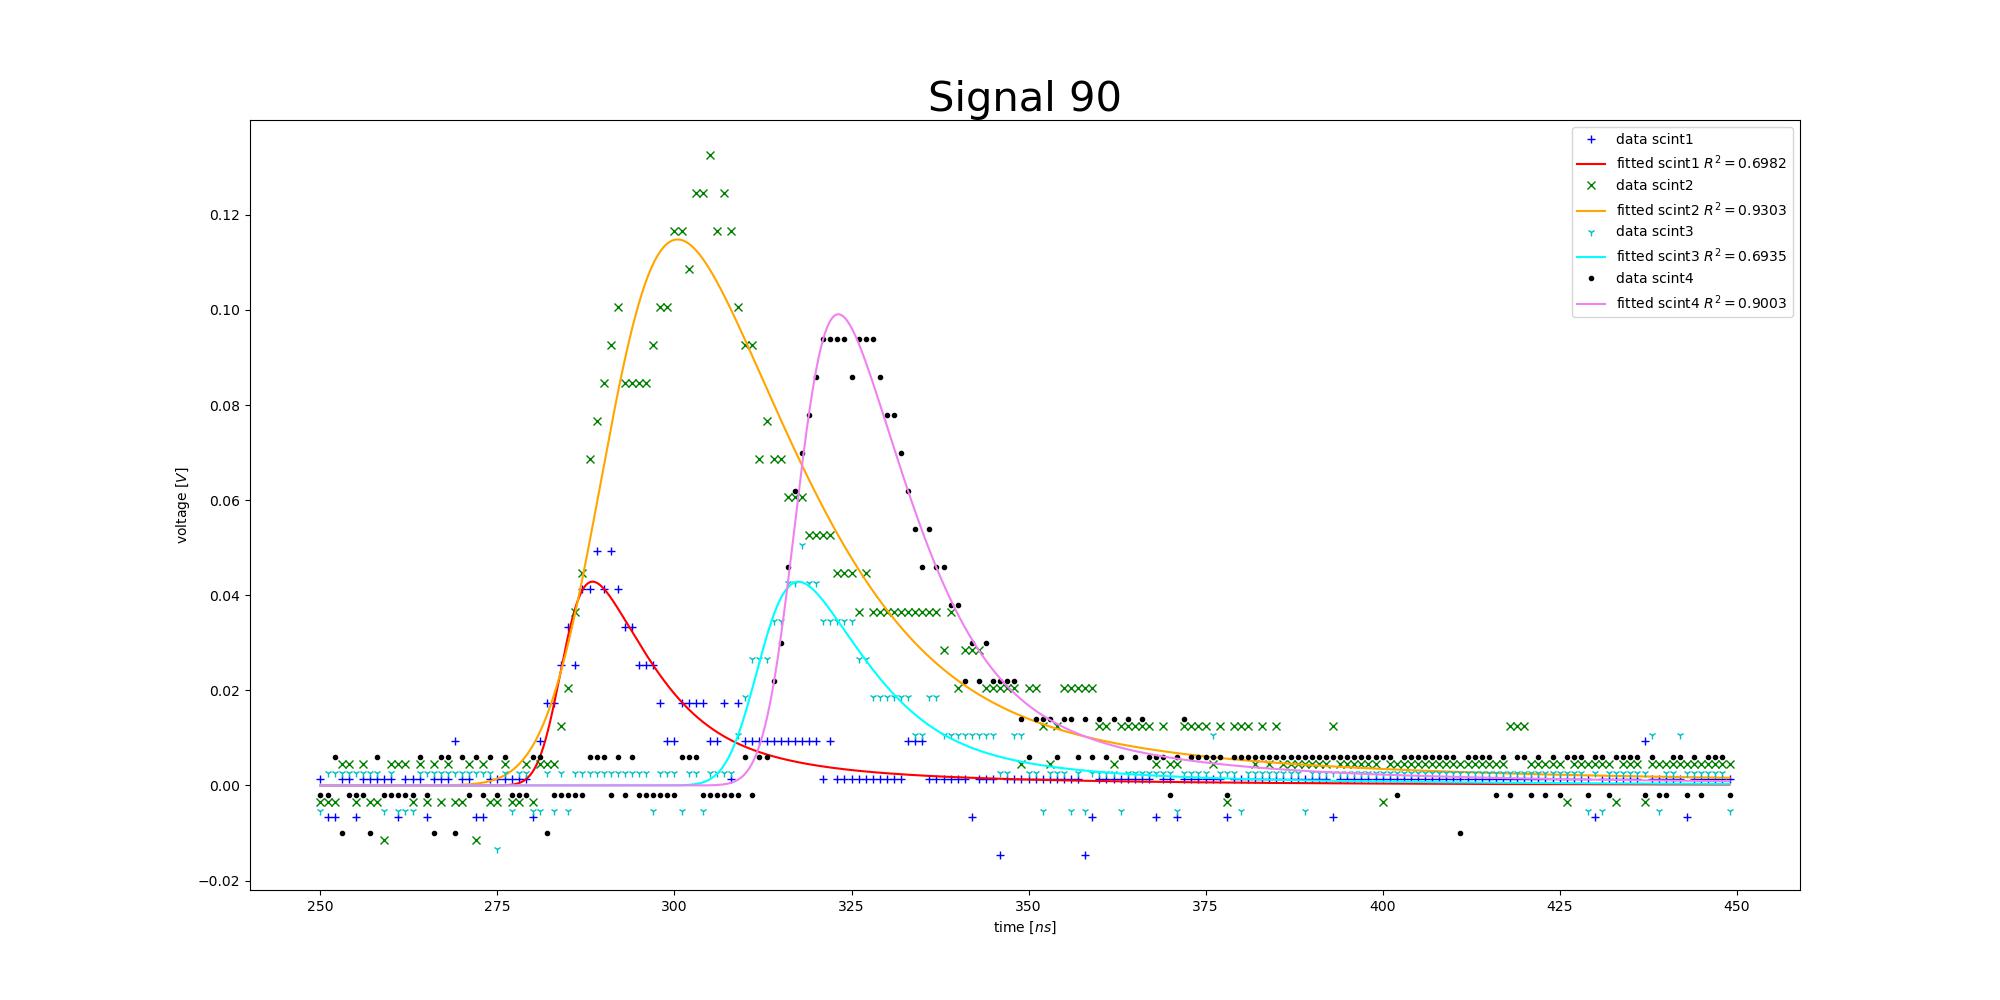 Signal 90
data scint1
fitted scint1 R² = 0.6982
data scint2
fitted scint2 R² = 0.9303
data scint3
fitted scint3 R² = 0.6935
data scint4
fitted scint4 R² = 0.9003
voltage [V]
0.12
0.10
0.08
0.06
0.04
0.02
0.00
−0.02
250 275 300 325 350 375 400 425 450
time [ns]